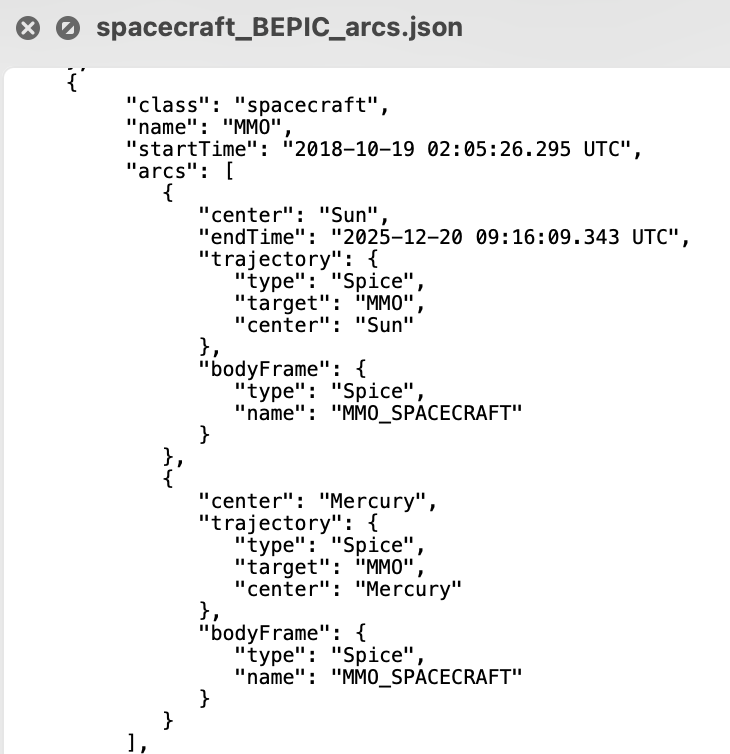 spacecraft_BEPIC_arcs.json
{
"class": "spacecraft",
"name": "MMO",
"startTime": "2018-10-19 02:05:26.295 UTC",
"arcs": [
{
"center": "Sun",
"endTime": "2025-12-20 09:16:09.343 UTC",
"trajectory": {
"type": "Spice",
"target": "MMO",
"center": "Sun"
},
"bodyFrame": {
"type": "Spice",
"name": "MMO_SPACECRAFT"
}
},
{
"center": "Mercury",
"trajectory": {
"type": "Spice",
"target": "MMO",
"center": "Mercury"
},
"bodyFrame": {
"type": "Spice",
"name": "MMO_SPACECRAFT"
}
}
],